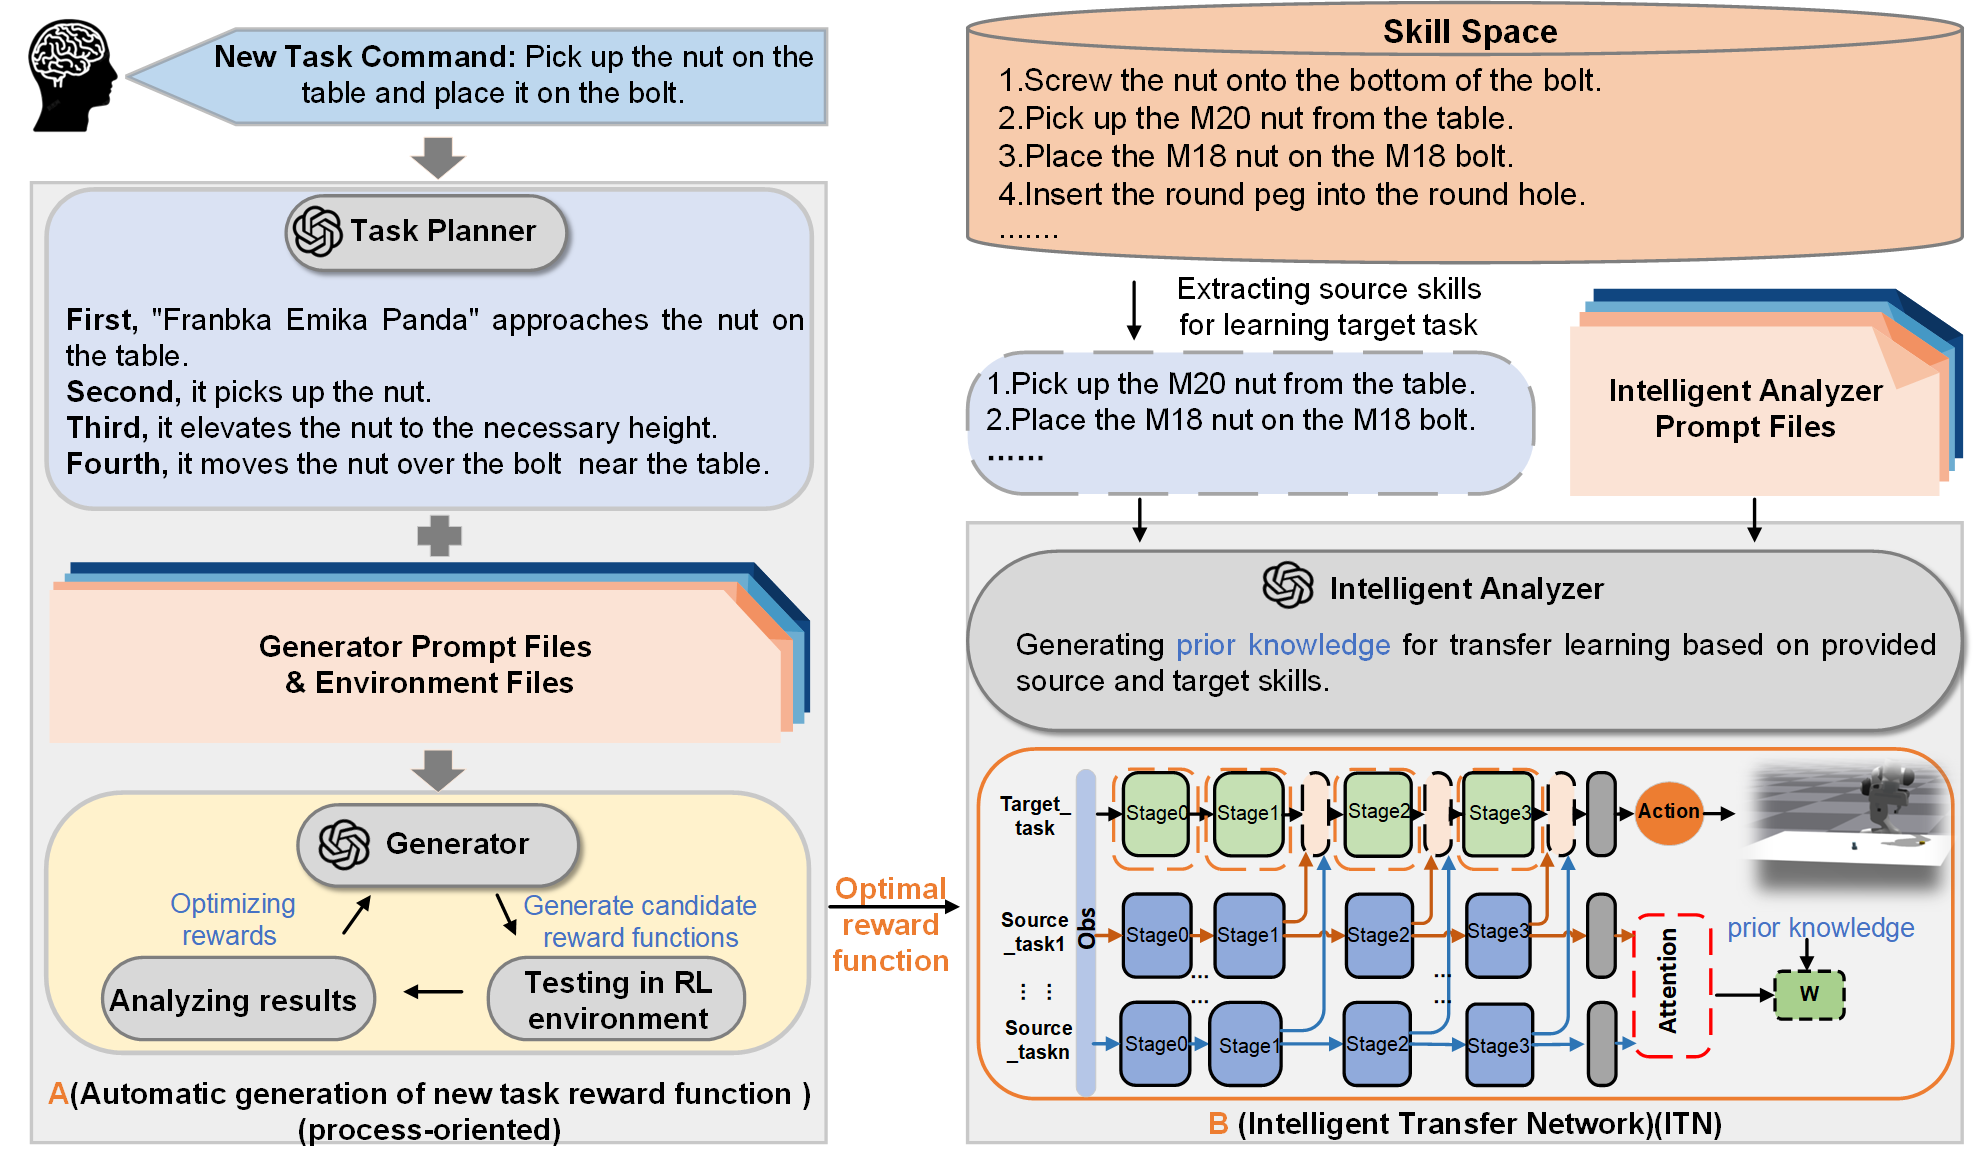 New Task Command: Pick up the nut on the
table and place it on the bolt.
Task Planner
First, "Franbka Emika Panda" approaches the nut on
the table.
Second, it picks up the nut.
Third, it elevates the nut to the necessary height.
Fourth, it moves the nut over the bolt near the table.
Generator Prompt Files
& Environment Files
Generator
Optimizing
rewards
Generate candidate
reward functions
Analyzing results
Testing in RL
environment
A(Automatic generation of new task reward function )
(process-oriented)
Optimal
reward
function
Skill Space
1.Screw the nut onto the bottom of the bolt.
2.Pick up the M20 nut from the table.
3.Place the M18 nut on the M18 bolt.
4.Insert the round peg into the round hole.
.......
Extracting source skills
for learning target task
1.Pick up the M20 nut from the table.
2.Place the M18 nut on the M18 bolt.
......
Intelligent Analyzer
Prompt Files
Intelligent Analyzer
Generating prior knowledge for transfer learning based on provided
source and target skills.
Target_
task
Obs
Stage0
Stage1
Stage2
Stage3
Action
Source
_task1
Stage0
Stage1
Stage2
Stage3
...
...
...
...
Source
_taskn
Stage0
Stage1
Stage2
Stage3
Attention
prior knowledge
W
B (Intelligent Transfer Network)(ITN)